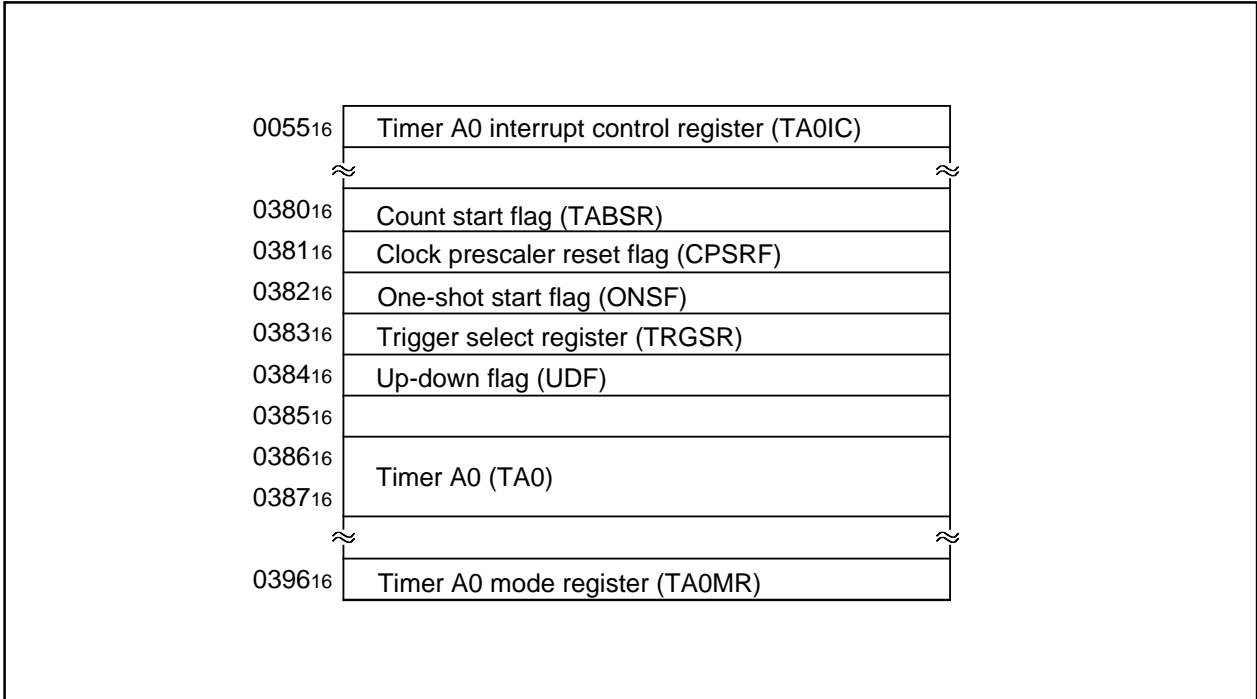 0055₁₆ Timer A0 interrupt control register (TA0IC)
0380₁₆ Count start flag (TABSR)
0381₁₆ Clock prescaler reset flag (CPSRF)
0382₁₆ One-shot start flag (ONSF)
0383₁₆ Trigger select register (TRGSR)
0384₁₆ Up-down flag (UDF)
0385₁₆
0386₁₆
Timer A0 (TA0)
0387₁₆
0396₁₆ Timer A0 mode register (TA0MR)